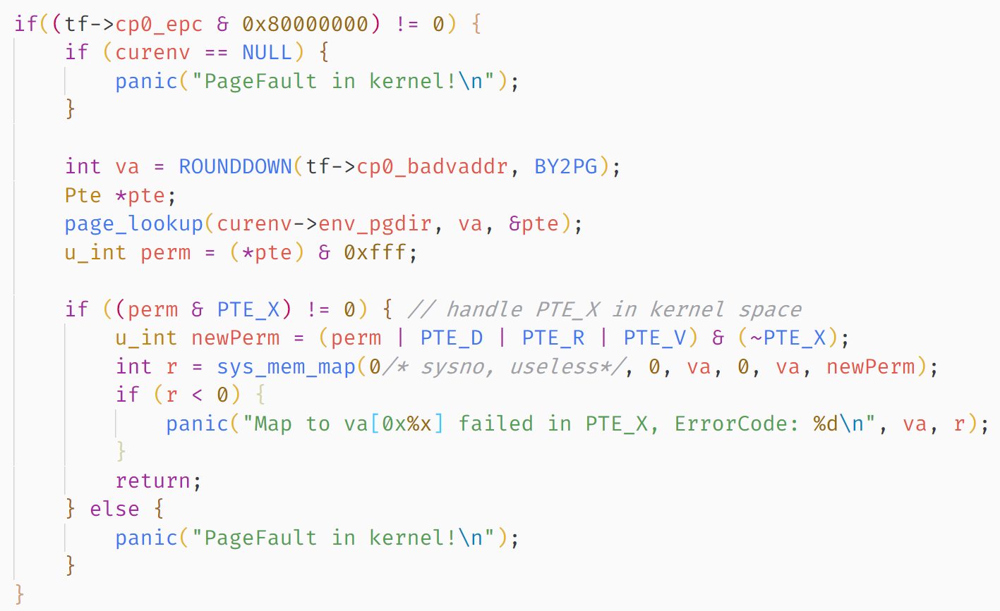 if((tf->cp0_epc & 0x80000000) != 0) {
    if (curenv == NULL) {
        panic("PageFault in kernel!\n");
    }

    int va = ROUNDDOWN(tf->cp0_badvaddr, BY2PG);
    Pte *pte;
    page_lookup(curenv->env_pgdir, va, &pte);
    u_int perm = (*pte) & 0xfff;

    if ((perm & PTE_X) != 0) { // handle PTE_X in kernel space
        u_int newPerm = (perm | PTE_D | PTE_R | PTE_V) & (~PTE_X);
        int r = sys_mem_map(0/* sysno, useless*/, 0, va, 0, va, newPerm);
        if (r < 0) {
            panic("Map to va[0x%x] failed in PTE_X, ErrorCode: %d\n", va, r);
        }
        return;
    } else {
        panic("PageFault in kernel!\n");
    }
}